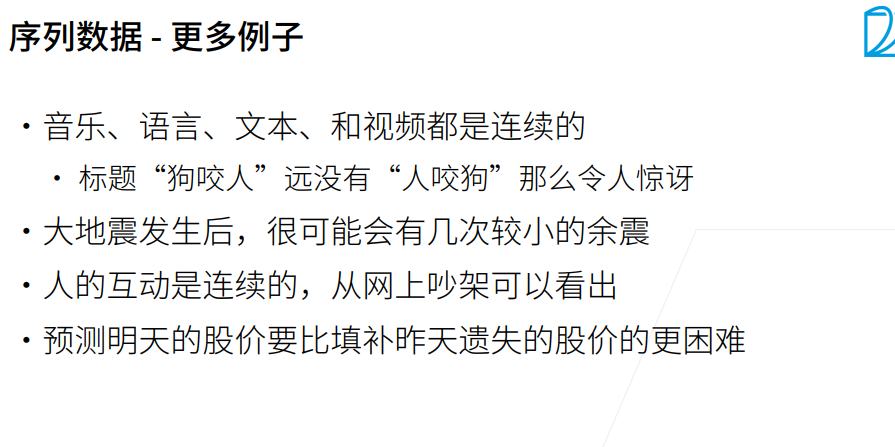 序列数据 - 更多例子
• 音乐、语言、文本、和视频都是连续的
• 标题“狗咬人”远没有“人咬狗”那么令人惊讶
• 大地震发生后，很可能会有几次较小的余震
• 人的互动是连续的，从网上吵架可以看出
• 预测明天的股价要比填补昨天遗失的股价的更困难